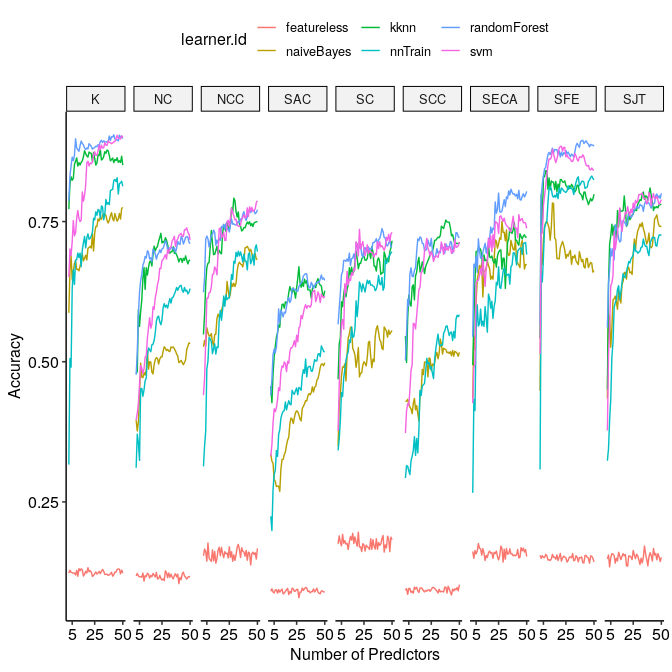 learner.id
featureless kknn randomForest
naiveBayes nnTrain svm
K NC NCC SAC SC SCC SECA SFE SJT
Accuracy
0.75
0.50
0.25
5 25 50 5 25 50 5 25 50 5 25 50 5 25 50 5 25 50 5 25 50 5 25 50 5 25 50
Number of Predictors